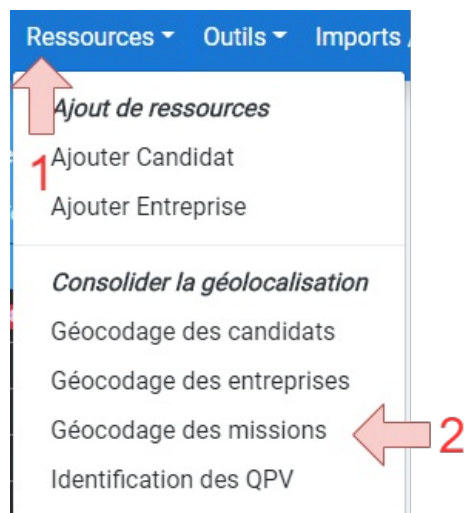 Ressources Outils Imports
Ajout de ressources
1
Ajouter Candidat
Ajouter Entreprise
Consolider la géolocalisation
Géocodage des candidats
Géocodage des entreprises
Géocodage des missions 2
Identification des QPV